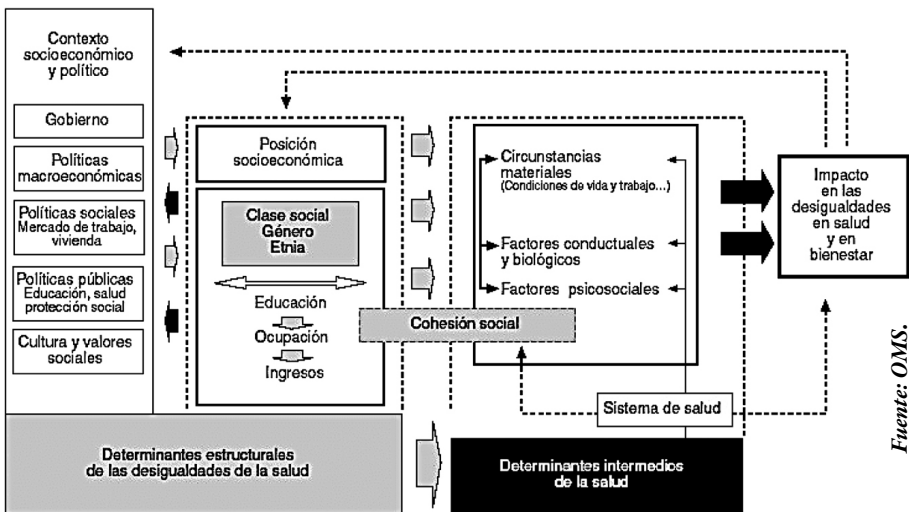 Contexto
socioeconómico
y político
Gobierno
Políticas
macroeconómicas
Políticas sociales
Mercado de trabajo,
vivienda
Políticas públicas
Educación, salud
protección social
Cultura y valores
sociales
Posición
socioeconómica
Clase social
Género
Etnia
Educación
Ocupación
Ingresos
Cohesión social
Circunstancias
materiales
(Condiciones de vida y trabajo...)
Factores conductuales
y biológicos
Factores psicosociales
Sistema de salud
Impacto
en las
desigualdades
en salud
y en
bienestar
Determinantes estructurales
de las desigualdades de la salud
Determinantes intermedios
de la salud
Fuente: OMS.